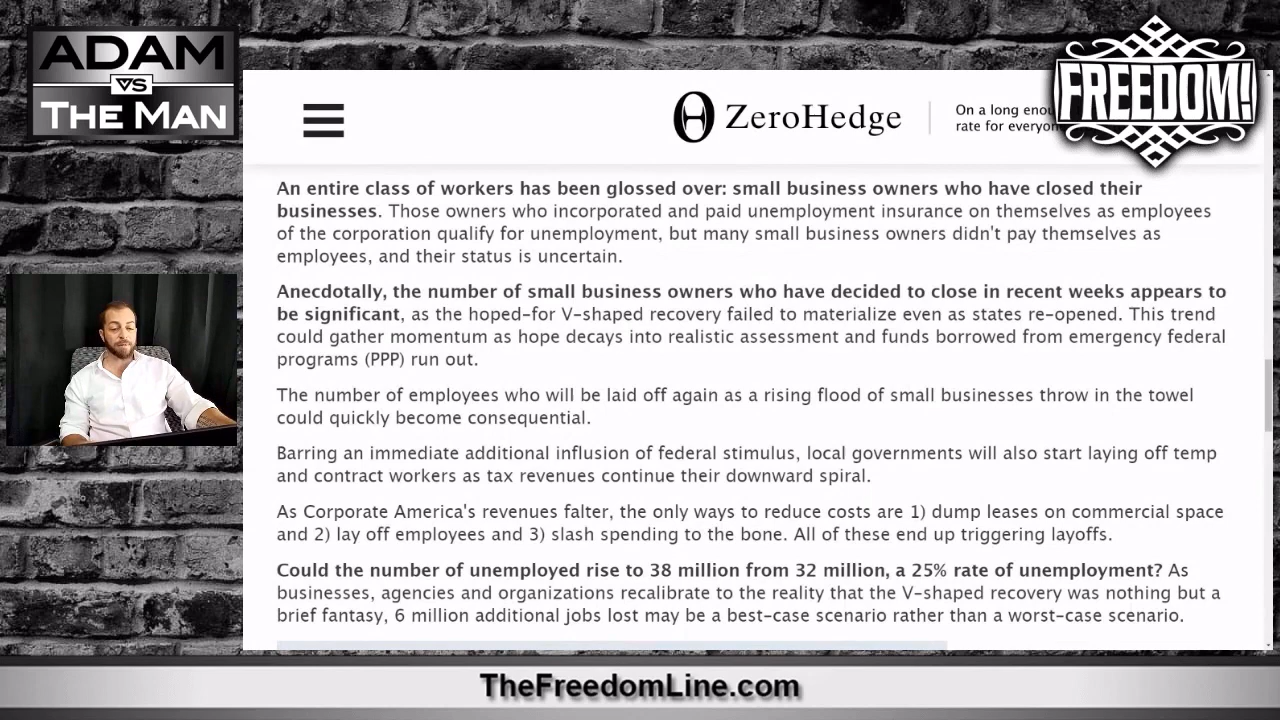 ADAM
VS
THE MAN
FREEDOM!
ZeroHedge
On a long enou
rate for everyon
An entire class of workers has been glossed over: small business owners who have closed their
businesses. Those owners who incorporated and paid unemployment insurance on themselves as employees
of the corporation qualify for unemployment, but many small business owners didn't pay themselves as
employees, and their status is uncertain.
Anecdotally, the number of small business owners who have decided to close in recent weeks appears to
be significant, as the hoped-for V-shaped recovery failed to materialize even as states re-opened. This trend
could gather momentum as hope decays into realistic assessment and funds borrowed from emergency federal
programs (PPP) run out.
The number of employees who will be laid off again as a rising flood of small businesses throw in the towel
could quickly become consequential.
Barring an immediate additional influsion of federal stimulus, local governments will also start laying off temp
and contract workers as tax revenues continue their downward spiral.
As Corporate America's revenues falter, the only ways to reduce costs are 1) dump leases on commercial space
and 2) lay off employees and 3) slash spending to the bone. All of these end up triggering layoffs.
Could the number of unemployed rise to 38 million from 32 million, a 25% rate of unemployment? As
businesses, agencies and organizations recalibrate to the reality that the V-shaped recovery was nothing but a
brief fantasy, 6 million additional jobs lost may be a best-case scenario rather than a worst-case scenario.
TheFreedomLine.com